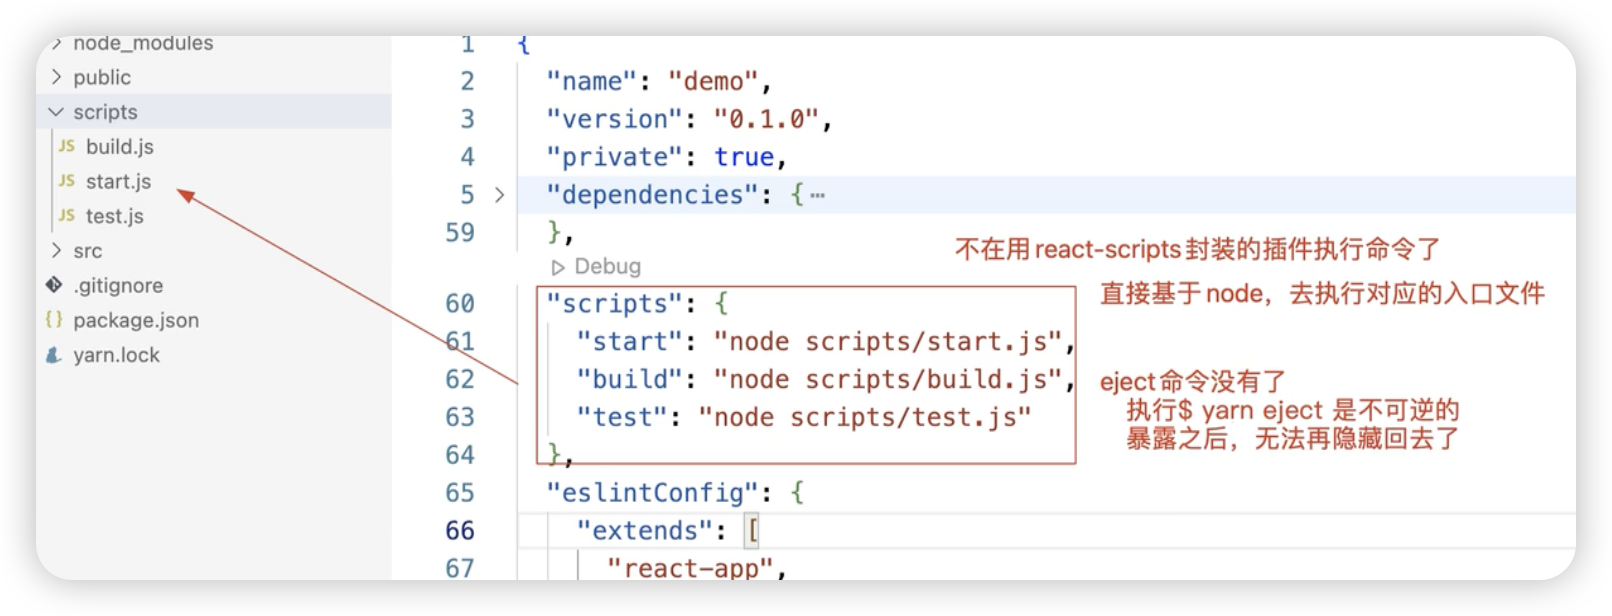 node_modules
public
scripts
JS build.js
JS start.js
JS test.js
src
.gitignore
{} package.json
yarn.lock
1 {
2 "name": "demo",
3 "version": "0.1.0",
4 "private": true,
5 "dependencies": {⋯
59 },
Debug
60 "scripts": {
61 "start": "node scripts/start.js",
62 "build": "node scripts/build.js",
63 "test": "node scripts/test.js"
64 },
65 "eslintConfig": {
66 "extends": [
67 "react-app",
不在用react-scripts封装的插件执行命令了
直接基于node，去执行对应的入口文件
eject命令没有了
执行$ yarn eject 是不可逆的
暴露之后，无法再隐藏回去了